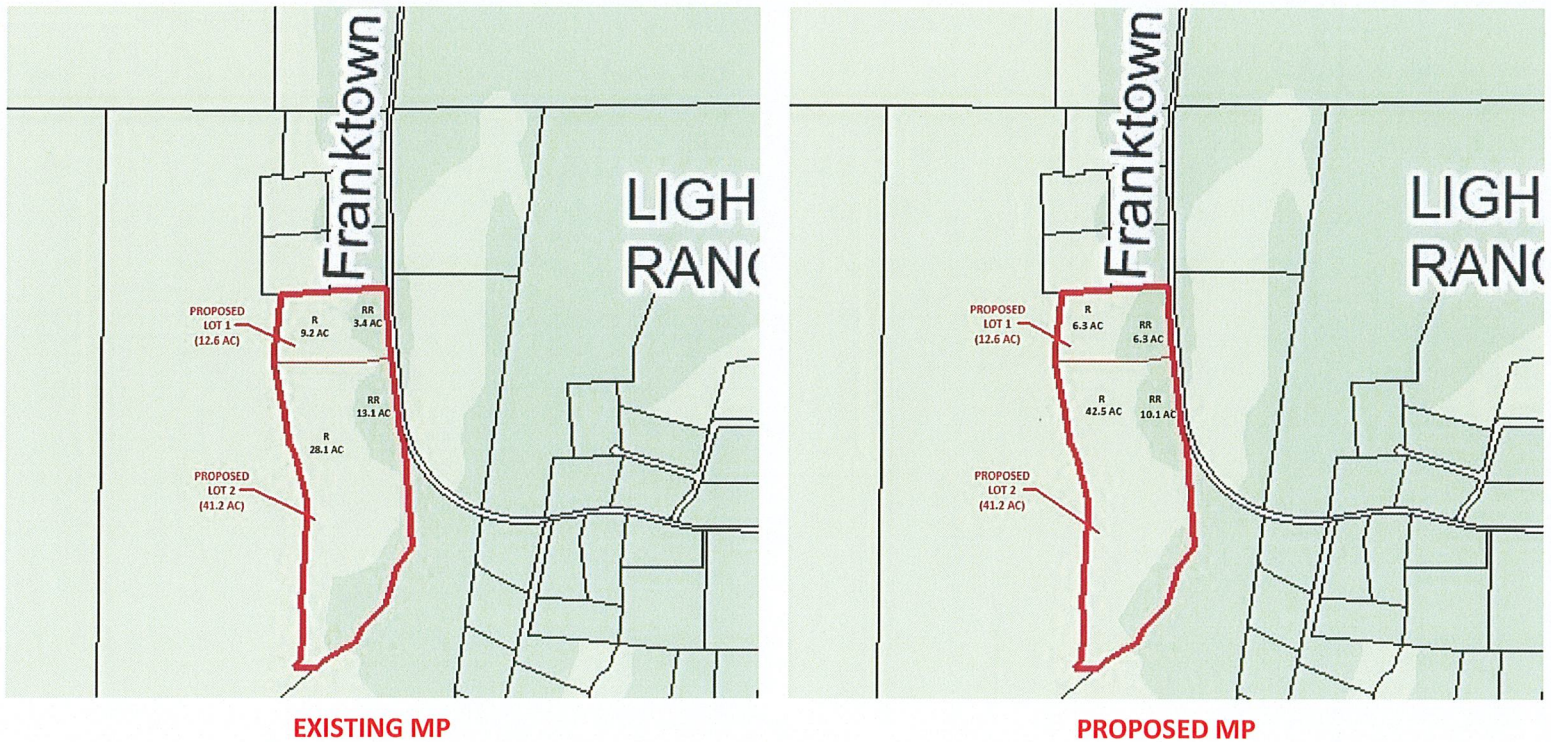 Franktown
LIGH
RANC
PROPOSED
LOT 1
(12.6 AC)
R
9.2 AC
RR
3.4 AC
RR
13.1 AC
R
28.1 AC
PROPOSED
LOT 2
(41.2 AC)
EXISTING MP
Franktown
LIGH
RANC
PROPOSED
LOT 1
(12.6 AC)
R
6.3 AC
RR
6.3 AC
R
42.5 AC
RR
10.1 AC
PROPOSED
LOT 2
(41.2 AC)
PROPOSED MP